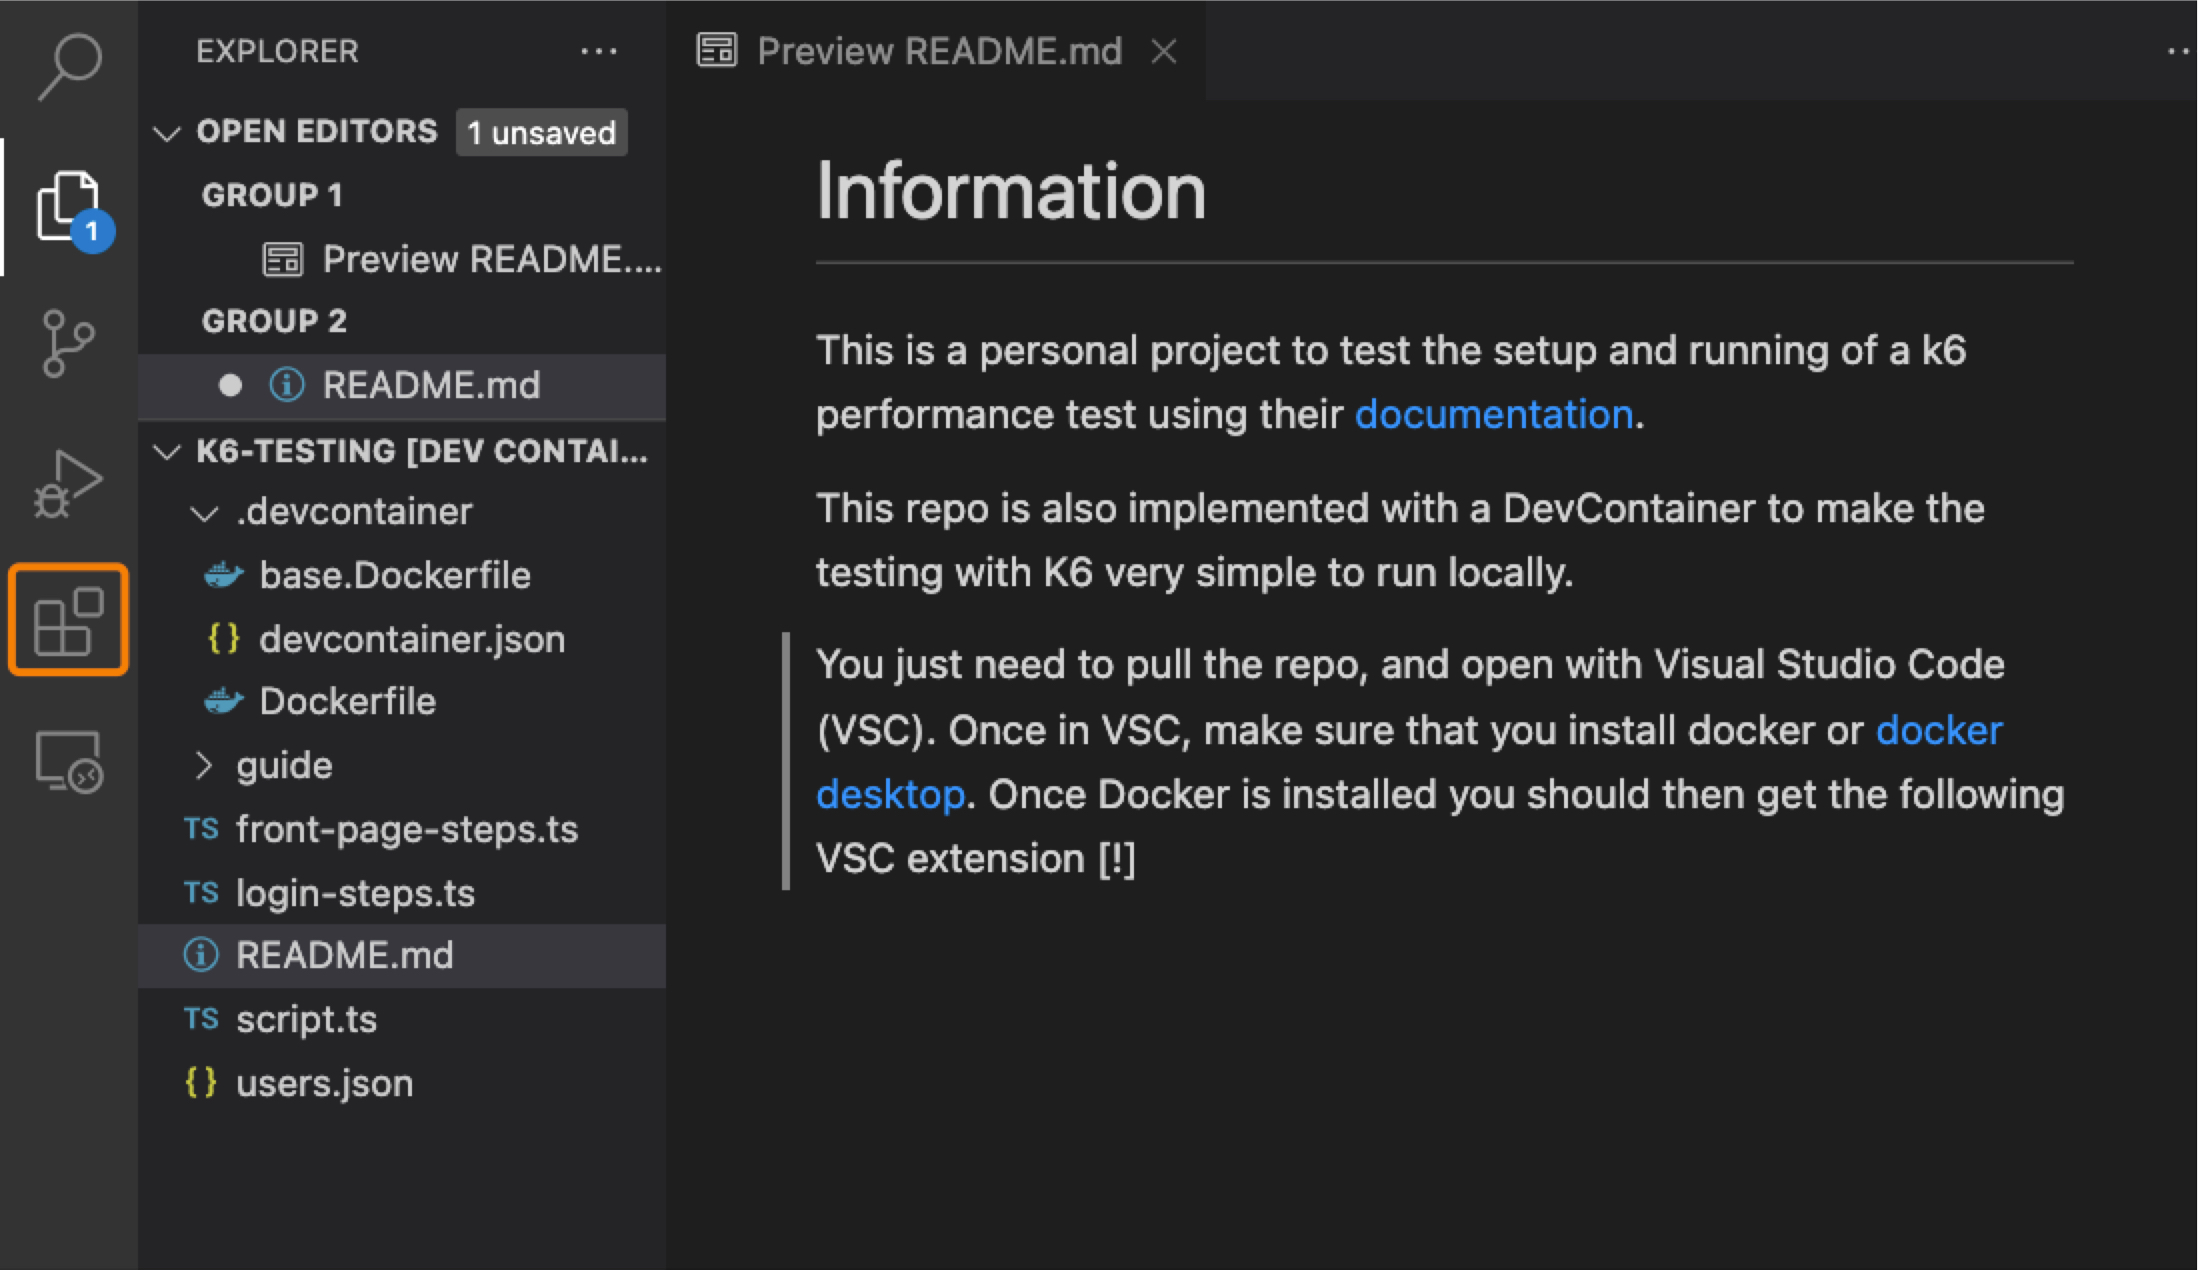 EXPLORER
Preview README.md
OPEN EDITORS 1 unsaved
GROUP 1
Preview README....
GROUP 2
README.md
K6-TESTING [DEV CONTAI...
.devcontainer
base.Dockerfile
{} devcontainer.json
Dockerfile
guide
TS front-page-steps.ts
TS login-steps.ts
README.md
TS script.ts
{} users.json
1
Information
This is a personal project to test the setup and running of a k6
performance test using their documentation.
This repo is also implemented with a DevContainer to make the
testing with K6 very simple to run locally.
You just need to pull the repo, and open with Visual Studio Code
(VSC). Once in VSC, make sure that you install docker or docker
desktop. Once Docker is installed you should then get the following
VSC extension [!]